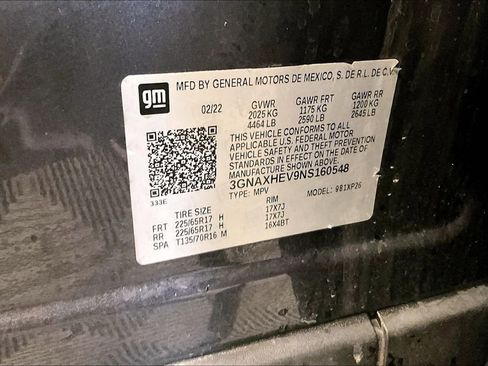 gm
MFD BY GENERAL MOTORS DE MEXICO, S. DE R.L. DE C.V.
02/22 GVWR GAWR FRT GAWR RR
2025 KG 1175 KG 1200 KG
4464 LB 2590 LB 2645 LB
THIS VEHICLE CONFORMS TO ALL
APPLICABLE U.S. FEDERAL MOTOR
VEHICLE SAFETY AND THEFT PREVENTION
STANDARDS IN EFFECT ON THE DATE OF
MANUFACTURE SHOWN ABOVE.
3GNAXHEV9NS160548
TYPE: MPV MODEL: 9B1XP26
333E
TIRE SIZE RIM
FRT 225/65R17 H 17X7J
RR 225/65R17 H 17X7J
SPA T135/70R16 M 16X4BT